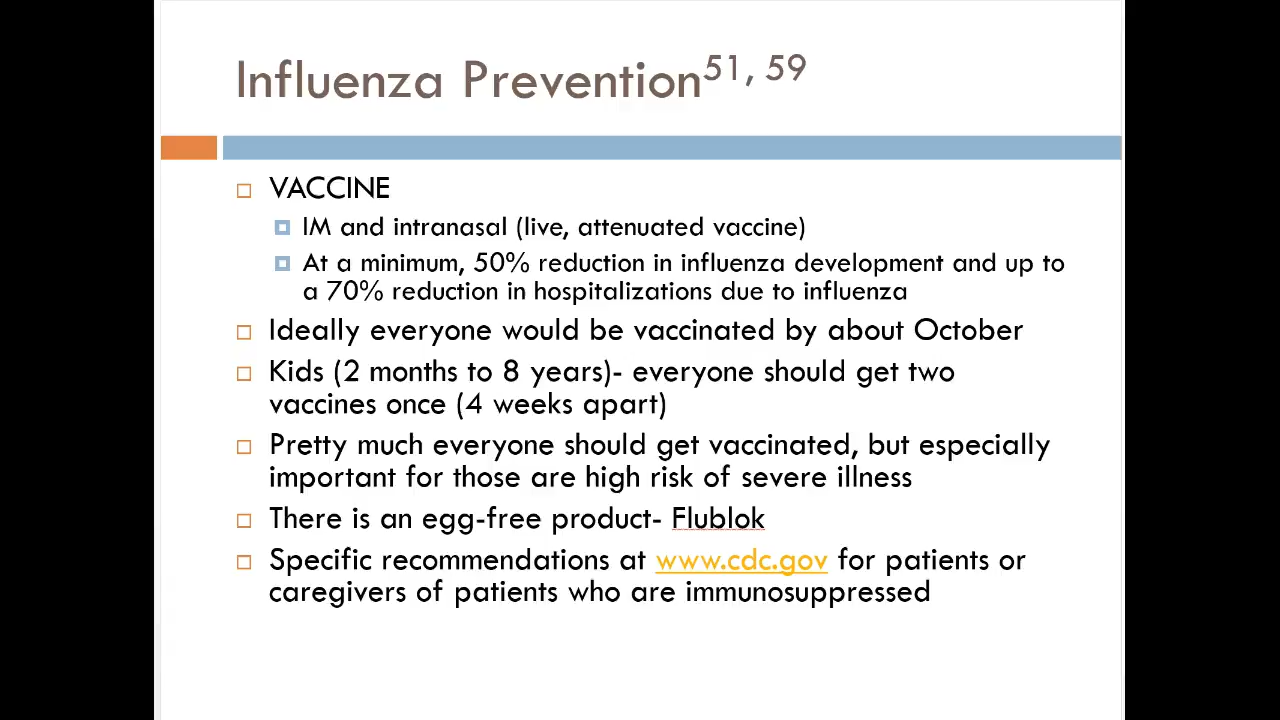 Influenza Prevention51, 59
VACCINE
IM and intranasal (live, attenuated vaccine)
At a minimum, 50% reduction in influenza development and up to
a 70% reduction in hospitalizations due to influenza
Ideally everyone would be vaccinated by about October
Kids (2 months to 8 years)- everyone should get two
vaccines once (4 weeks apart)
Pretty much everyone should get vaccinated, but especially
important for those are high risk of severe illness
There is an egg-free product- Flublok
Specific recommendations at www.cdc.gov for patients or
caregivers of patients who are immunosuppressed